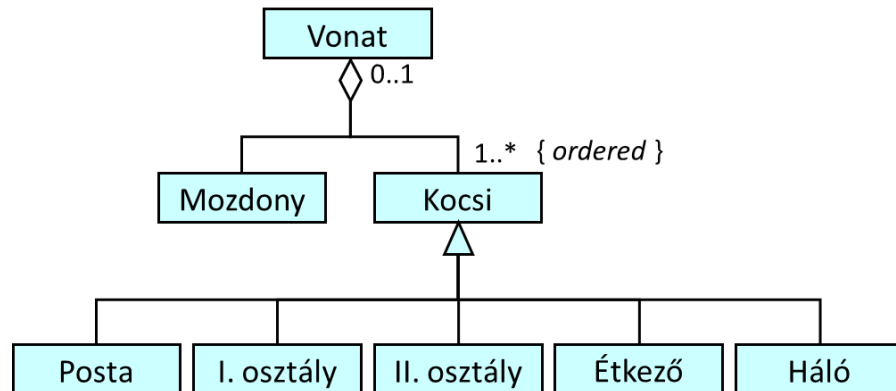 Vonat
0..1
1..* { ordered }
Mozdony
Kocsi
Posta
I. osztály
II. osztály
Étkező
Háló